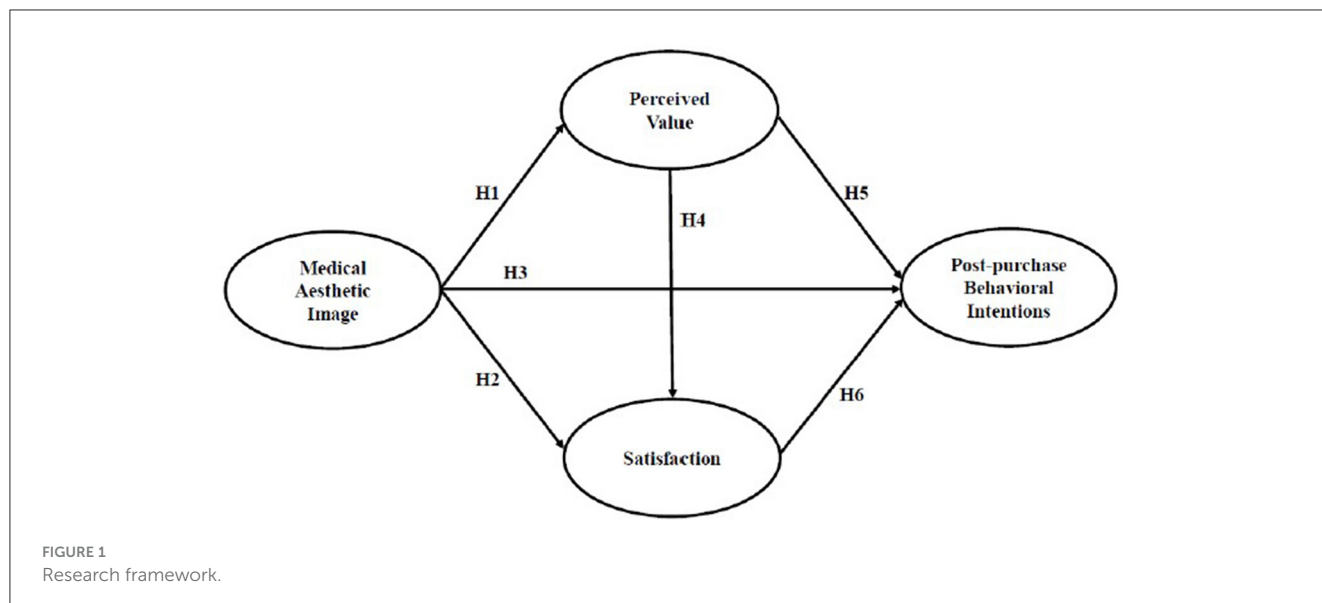 Perceived
Value
H1
H5
H4
Medical
Aesthetic
Image
H3
Post-purchase
Behavioral
Intentions
H2
H6
Satisfaction
FIGURE 1
Research framework.